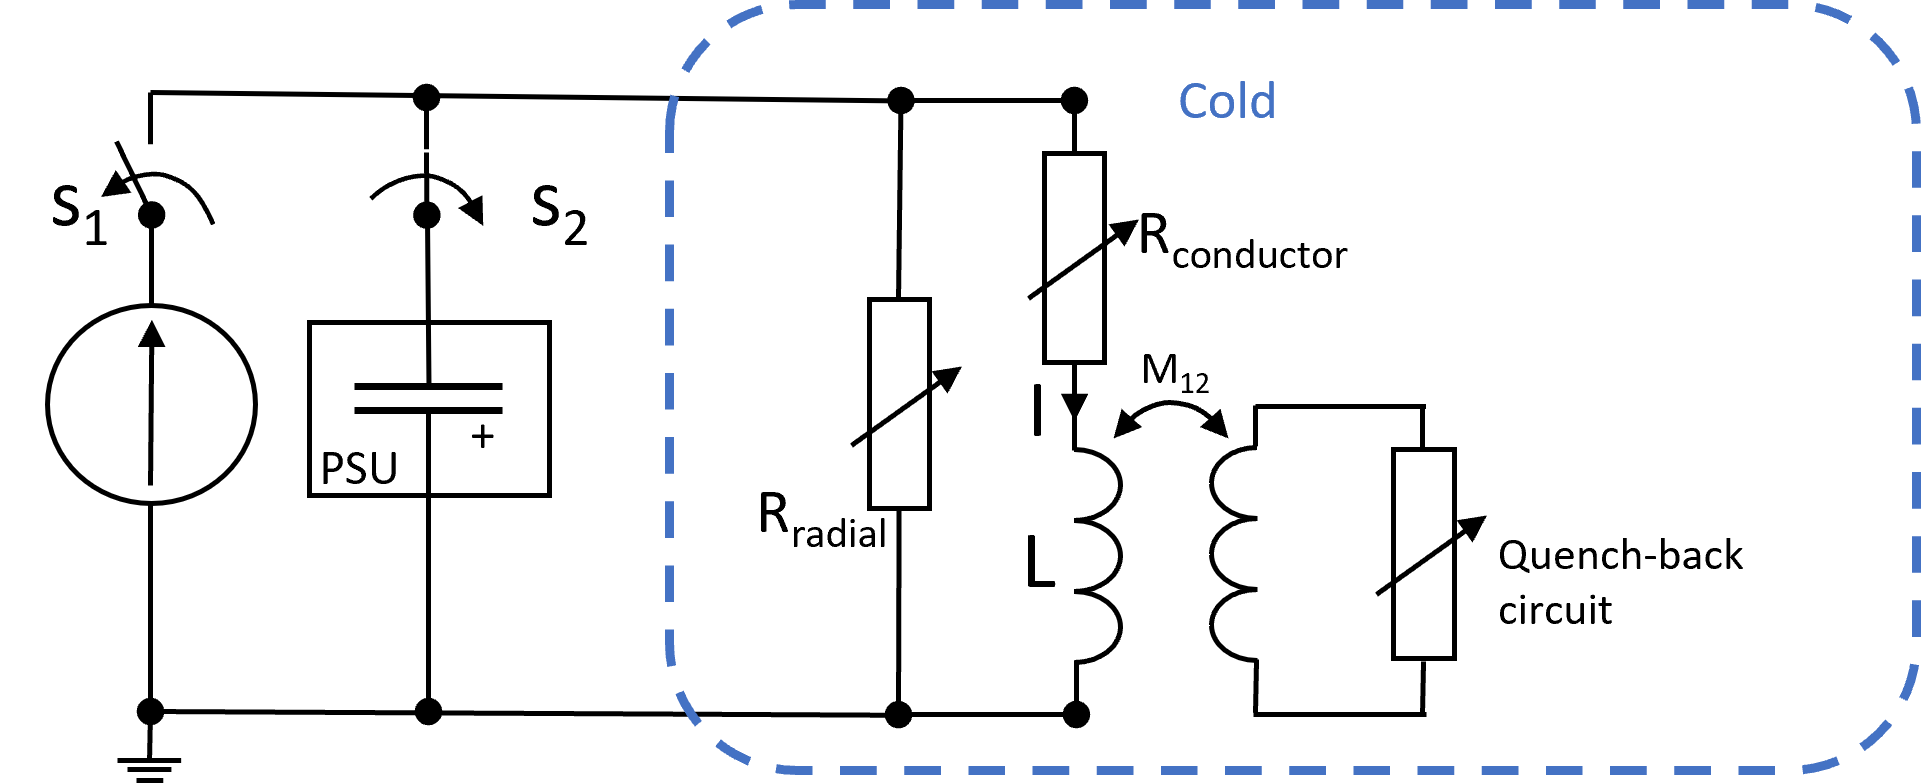 Cold
S1
S2
Rconductor
M12
I
+
PSU
Rradial
L
Quench-back
circuit